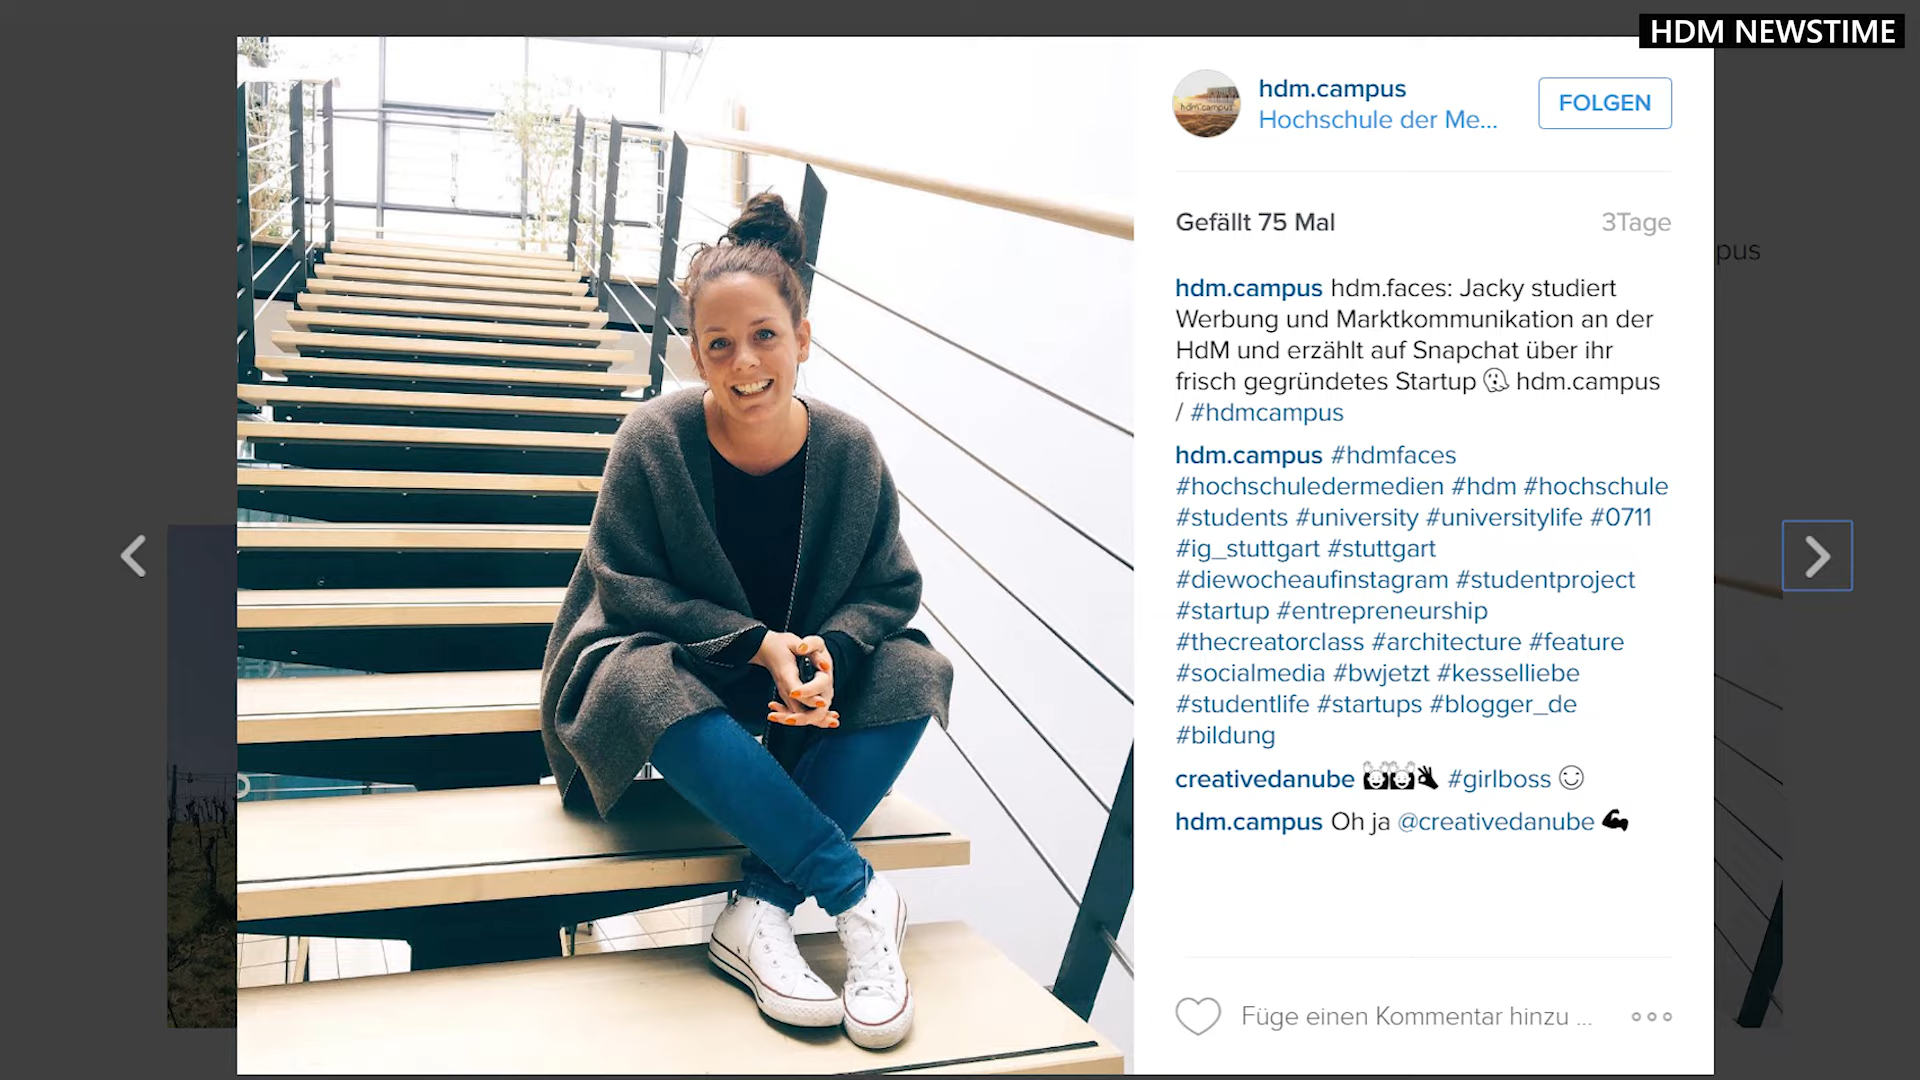 HDM NEWSTIME
hdm.campus
Hochschule der Me...
FOLGEN
Gefällt 75 Mal
3Tage
pus
hdm.campus hdm.faces: Jacky studiert
Werbung und Marktkommunikation an der
HdM und erzählt auf Snapchat über ihr
frisch gegründetes Startup hdm.campus
/ #hdmcampus
hdm.campus #hdmfaces
#hochschuledermedien #hdm #hochschule
#students #university #universitylife #0711
#ig_stuttgart #stuttgart
#diewocheaufinstagram #studentproject
#startup #entrepreneurship
#thecreatorclass #architecture #feature
#socialmedia #bwjetzt #kesselliebe
#studentlife #startups #blogger_de
#bildung
creativedanube #girlboss
hdm.campus Oh ja @creativedanube
Füge einen Kommentar hinzu ...